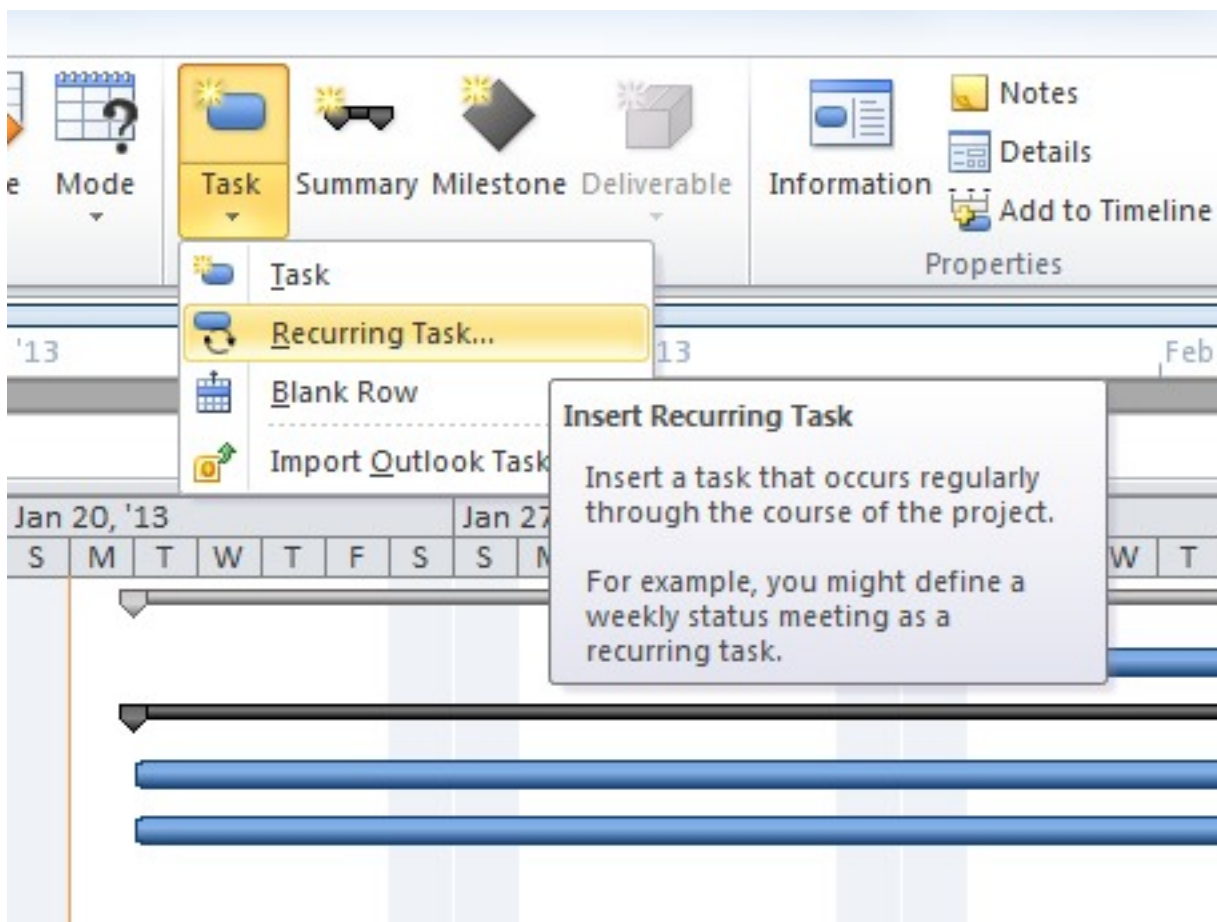 e
Mode
Task
Summary
Milestone
Deliverable
Information
Notes
Details
Add to Timeline
Properties
Task
Recurring Task...
Blank Row
Import Outlook Task
'13
13
Feb
Insert Recurring Task
Insert a task that occurs regularly
through the course of the project.
For example, you might define a
weekly status meeting as a
recurring task.
Jan 20, '13
Jan 27
S M T W T F S S M W T